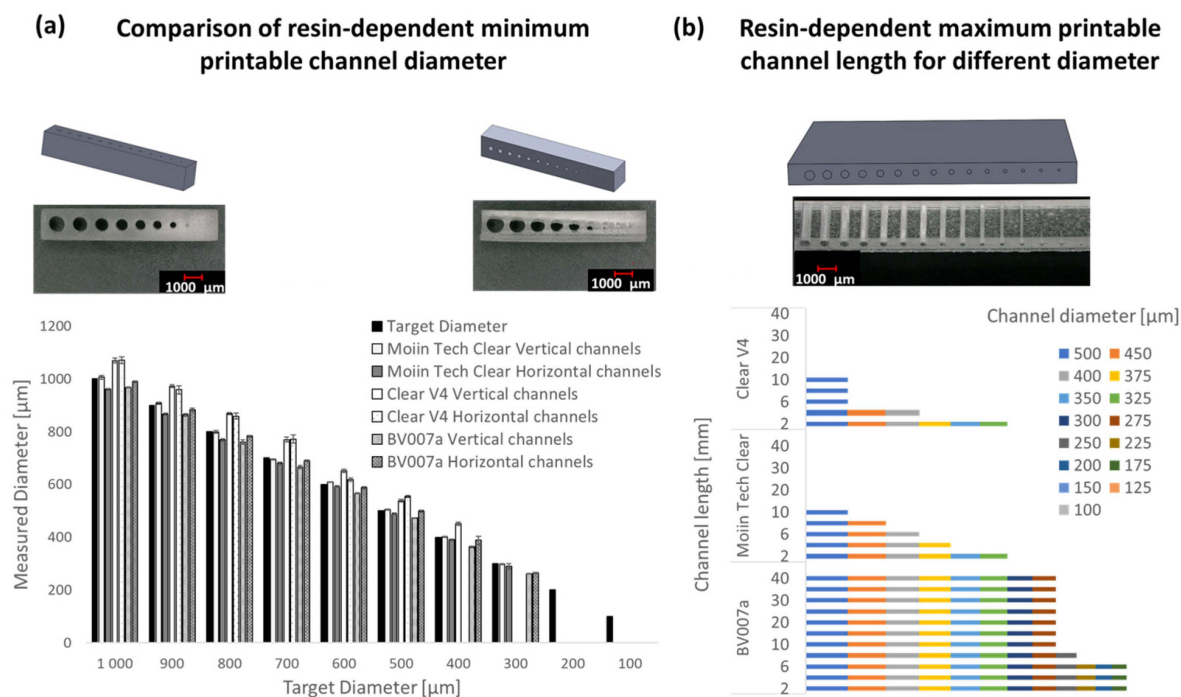 (a)
Comparison of resin-dependent minimum
printable channel diameter
1000 µm
1000 µm
1200
1000
800
600
400
200
0
Measured Diameter [µm]
Target Diameter
Moiin Tech Clear Vertical channels
Moiin Tech Clear Horizontal channels
Clear V4 Vertical channels
Clear V4 Horizontal channels
BV007a Vertical channels
BV007a Horizontal channels
1 000 900 800 700 600 500 400 300 200 100
Target Diameter [µm]
(b)
Resin-dependent maximum printable
channel length for different diameter
1000 µm
Channel length [mm]
Clear V4
40
30
20
10
6
2
Moiin Tech Clear
40
30
20
10
6
2
BV007a
40
30
20
10
6
2
Channel diameter [µm]
500 450
400 375
350 325
300 275
250 225
200 175
150 125
100